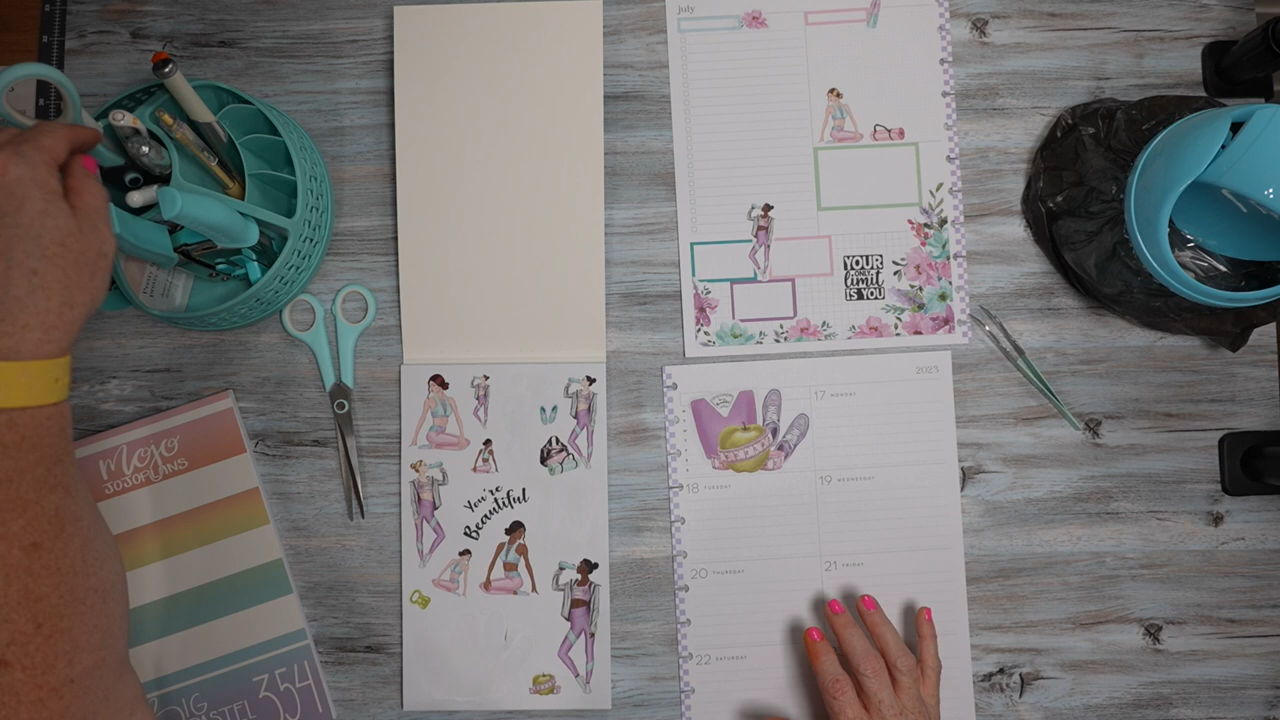 july
YOUR
ONLY
limit
IS YOU
mojo
JOJOPLANS
BIG
PASTEL 354
You're
Beautiful
2023
17 MONDAY
18 TUESDAY
19 WEDNESDAY
20 THURSDAY
21 FRIDAY
22 SATURDAY